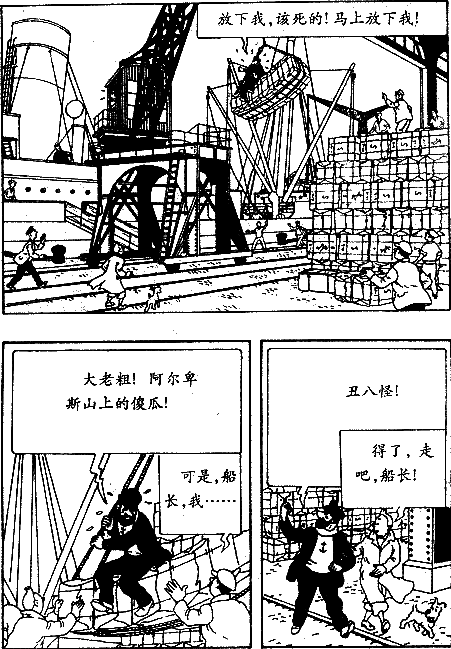 放下我,该死的!马上放下我!
大老粗!阿尔卑
斯山上的傻瓜!
可是,船
长,我⋯⋯
丑八怪!
得了,走
吧,船长!